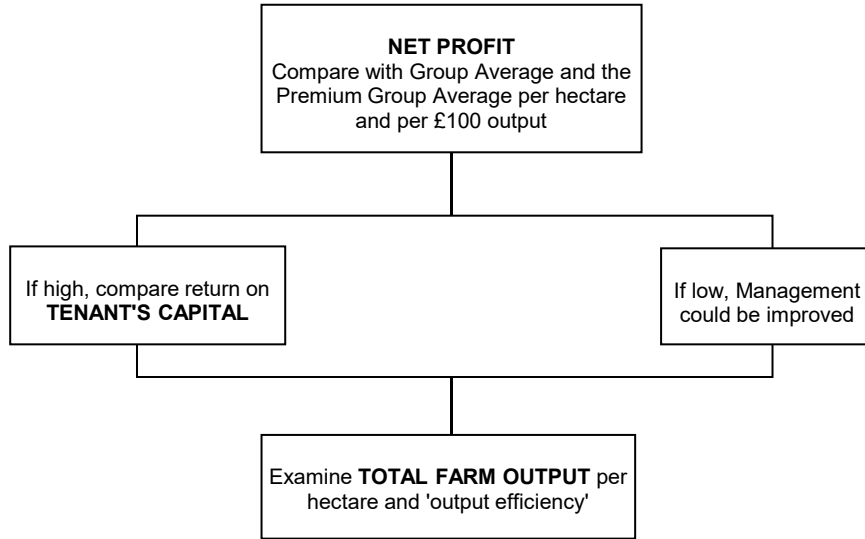 NET PROFIT
Compare with Group Average and the
Premium Group Average per hectare
and per £100 output
If high, compare return on
TENANT'S CAPITAL
If low, Management
could be improved
Examine TOTAL FARM OUTPUT per
hectare and 'output efficiency'